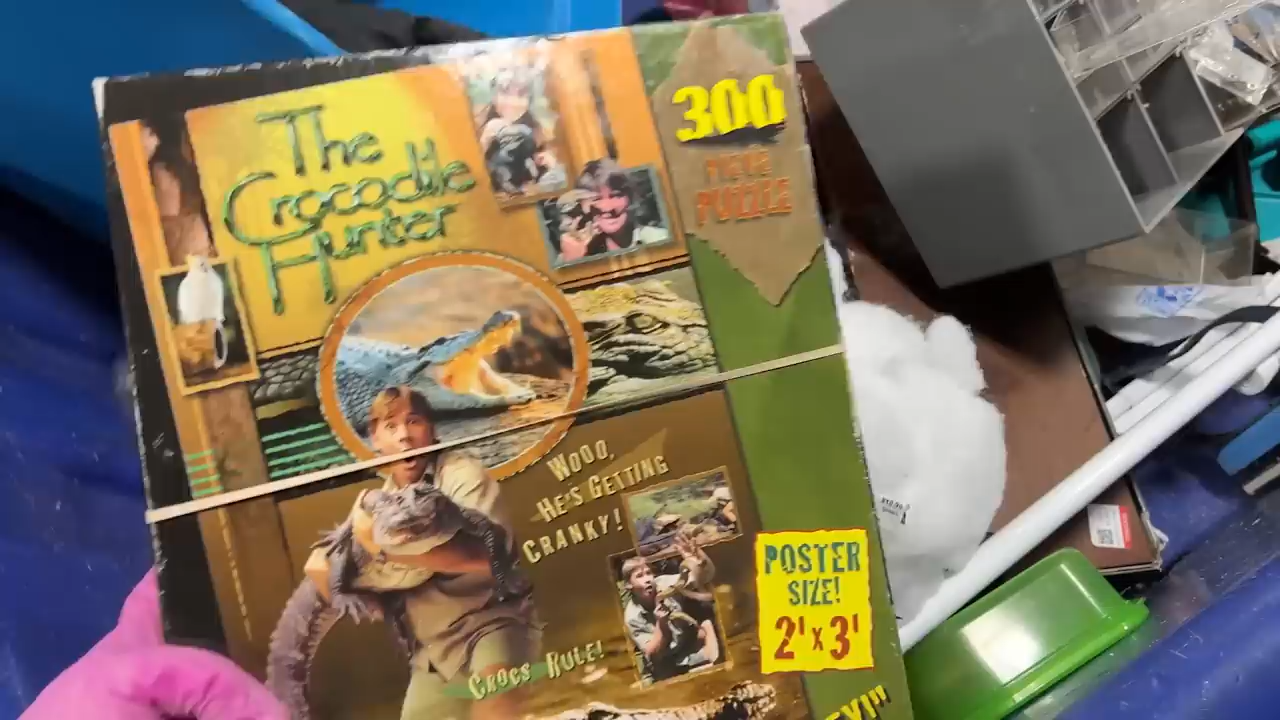 The
Crocodile
Hunter
300
PIECE
PUZZLE
WOOO,
HE'S GETTING
CRANKY!
POSTER
SIZE!
2' x 3'
CROCS RULE!